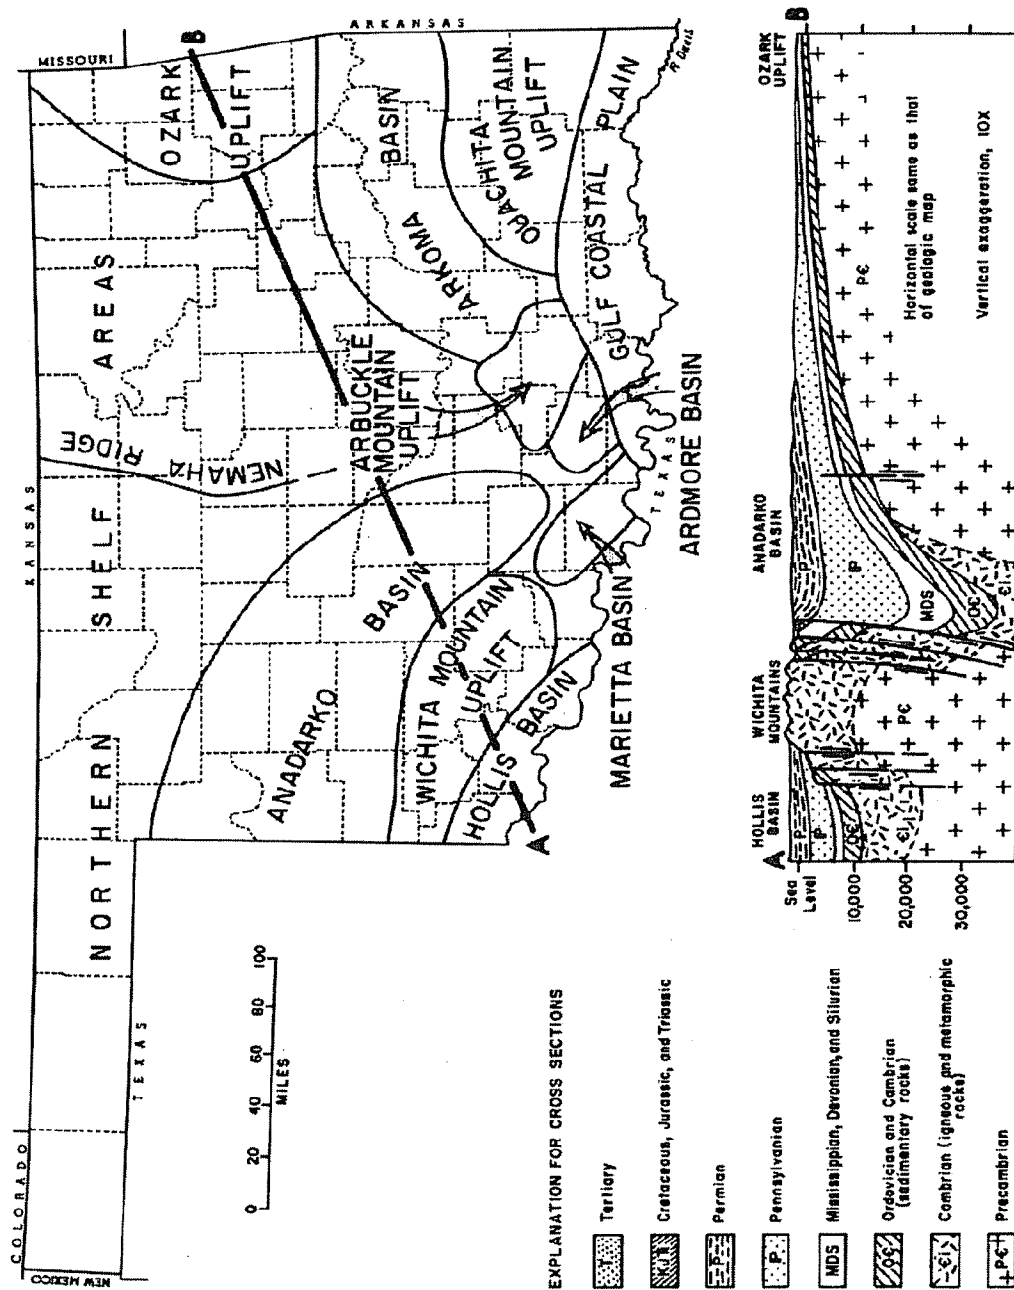 COLORADO
NEW MEXICO
TEXAS
KANSAS
MISSOURI
ARKANSAS
NORTHERN SHELF AREAS
NEMAHA RIDGE
OZARK
UPLIFT
B
ANADARKO
BASIN
ARBUCKLE
MOUNTAIN
UPLIFT
ARKOMA
BASIN
OUACHITA
MOUNTAIN
UPLIFT
WICHITA MOUNTAIN
UPLIFT
HOLLIS
BASIN
A
GULF COASTAL PLAIN
R Davis
TEXAS
MARIETTA BASIN
ARDMORE BASIN
0 20 40 60 80 100
MILES
EXPLANATION FOR CROSS SECTIONS
T Tertiary
KJR Cretaceous, Jurassic, and Triassic
P Permian
IP Pennsylvanian
MDS Mississippian, Devonian, and Silurian
O€ Ordovician and Cambrian
(sedimentary rocks)
€i Cambrian (igneous and metamorphic
rocks)
P€ Precambrian
A
HOLLIS
BASIN
WICHITA
MOUNTAINS
ANADARKO
BASIN
OZARK
UPLIFT
B
Sea
Level
10,000
20,000
30,000
P
IP
O€
€i
P€
P
IP
MDS
O€
€i
P€
Horizontal scale same as that
of geologic map
Vertical exaggeration, 10X